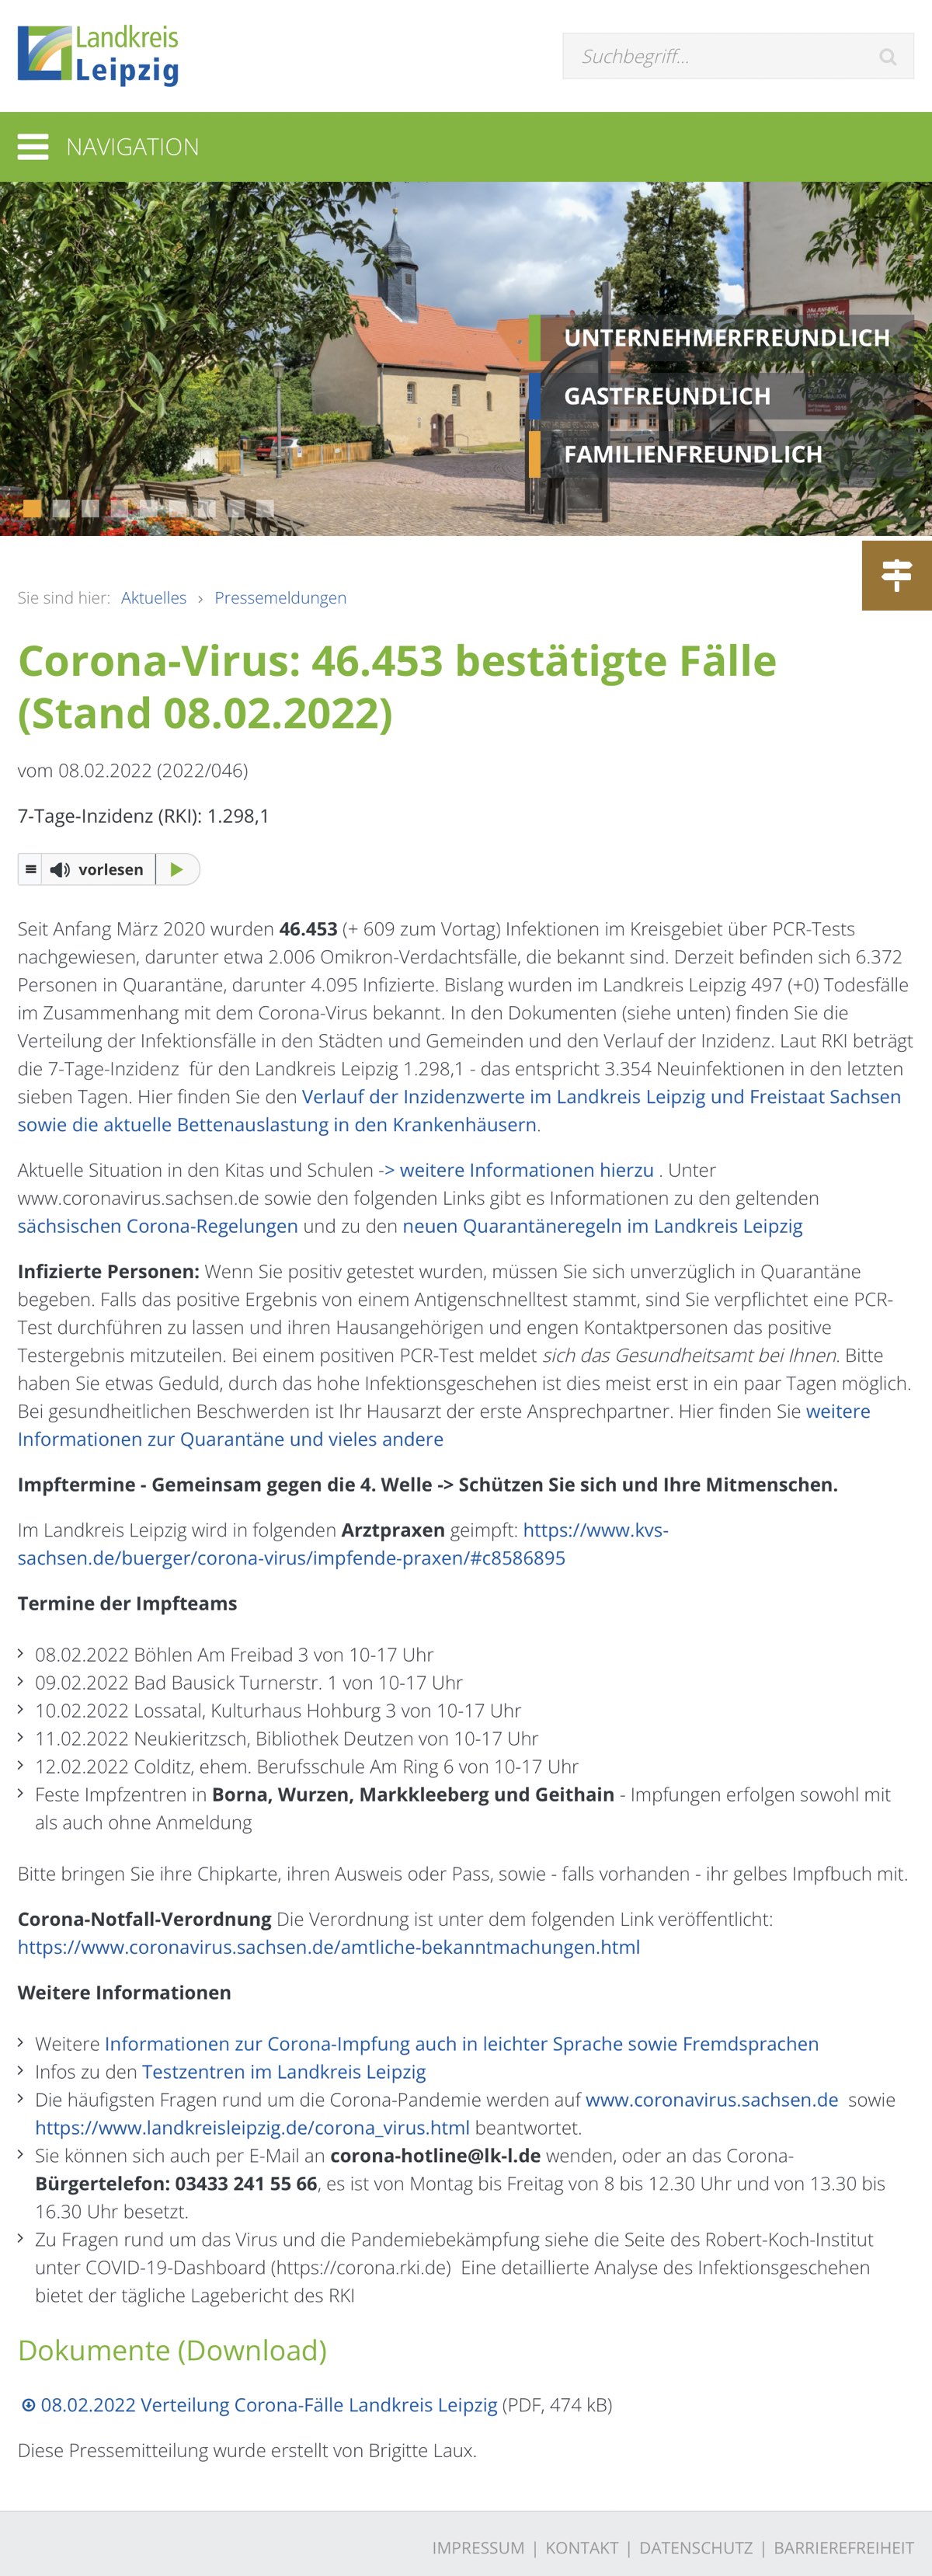 Landkreis
Leipzig
Suchbegriff...
NAVIGATION
UNTERNEHMERFREUNDLICH
GASTFREUNDLICH
FAMILIENFREUNDLICH
Sie sind hier: Aktuelles › Pressemeldungen
Corona-Virus: 46.453 bestätigte Fälle
(Stand 08.02.2022)
vom 08.02.2022 (2022/046)
7-Tage-Inzidenz (RKI): 1.298,1
vorlesen
Seit Anfang März 2020 wurden 46.453 (+ 609 zum Vortag) Infektionen im Kreisgebiet über PCR-Tests
nachgewiesen, darunter etwa 2.006 Omikron-Verdachtsfälle, die bekannt sind. Derzeit befinden sich 6.372
Personen in Quarantäne, darunter 4.095 Infizierte. Bislang wurden im Landkreis Leipzig 497 (+0) Todesfälle
im Zusammenhang mit dem Corona-Virus bekannt. In den Dokumenten (siehe unten) finden Sie die
Verteilung der Infektionsfälle in den Städten und Gemeinden und den Verlauf der Inzidenz. Laut RKI beträgt
die 7-Tage-Inzidenz  für den Landkreis Leipzig 1.298,1 - das entspricht 3.354 Neuinfektionen in den letzten
sieben Tagen. Hier finden Sie den Verlauf der Inzidenzwerte im Landkreis Leipzig und Freistaat Sachsen
sowie die aktuelle Bettenauslastung in den Krankenhäusern.
Aktuelle Situation in den Kitas und Schulen -> weitere Informationen hierzu . Unter
www.coronavirus.sachsen.de sowie den folgenden Links gibt es Informationen zu den geltenden
sächsischen Corona-Regelungen und zu den neuen Quarantäneregeln im Landkreis Leipzig
Infizierte Personen: Wenn Sie positiv getestet wurden, müssen Sie sich unverzüglich in Quarantäne
begeben. Falls das positive Ergebnis von einem Antigenschnelltest stammt, sind Sie verpflichtet eine PCR-
Test durchführen zu lassen und ihren Hausangehörigen und engen Kontaktpersonen das positive
Testergebnis mitzuteilen. Bei einem positiven PCR-Test meldet sich das Gesundheitsamt bei Ihnen. Bitte
haben Sie etwas Geduld, durch das hohe Infektionsgeschehen ist dies meist erst in ein paar Tagen möglich.
Bei gesundheitlichen Beschwerden ist Ihr Hausarzt der erste Ansprechpartner. Hier finden Sie weitere
Informationen zur Quarantäne und vieles andere
Impftermine - Gemeinsam gegen die 4. Welle -> Schützen Sie sich und Ihre Mitmenschen.
Im Landkreis Leipzig wird in folgenden Arztpraxen geimpft: https://www.kvs-
sachsen.de/buerger/corona-virus/impfende-praxen/#c8586895
Termine der Impfteams
08.02.2022 Böhlen Am Freibad 3 von 10-17 Uhr
09.02.2022 Bad Bausick Turnerstr. 1 von 10-17 Uhr
10.02.2022 Lossatal, Kulturhaus Hohburg 3 von 10-17 Uhr
11.02.2022 Neukieritzsch, Bibliothek Deutzen von 10-17 Uhr
12.02.2022 Colditz, ehem. Berufsschule Am Ring 6 von 10-17 Uhr
Feste Impfzentren in Borna, Wurzen, Markkleeberg und Geithain - Impfungen erfolgen sowohl mit
als auch ohne Anmeldung
Bitte bringen Sie ihre Chipkarte, ihren Ausweis oder Pass, sowie - falls vorhanden - ihr gelbes Impfbuch mit.
Corona-Notfall-Verordnung Die Verordnung ist unter dem folgenden Link veröffentlicht:
https://www.coronavirus.sachsen.de/amtliche-bekanntmachungen.html
Weitere Informationen
Weitere Informationen zur Corona-Impfung auch in leichter Sprache sowie Fremdsprachen
Infos zu den Testzentren im Landkreis Leipzig
Die häufigsten Fragen rund um die Corona-Pandemie werden auf www.coronavirus.sachsen.de  sowie
https://www.landkreisleipzig.de/corona_virus.html beantwortet.
Sie können sich auch per E-Mail an corona-hotline@lk-l.de wenden, oder an das Corona-
Bürgertelefon: 03433 241 55 66, es ist von Montag bis Freitag von 8 bis 12.30 Uhr und von 13.30 bis
16.30 Uhr besetzt.
Zu Fragen rund um das Virus und die Pandemiebekämpfung siehe die Seite des Robert-Koch-Institut
unter COVID-19-Dashboard (https://corona.rki.de)  Eine detaillierte Analyse des Infektionsgeschehen
bietet der tägliche Lagebericht des RKI
Dokumente (Download)
08.02.2022 Verteilung Corona-Fälle Landkreis Leipzig (PDF, 474 kB)
Diese Pressemitteilung wurde erstellt von Brigitte Laux.
IMPRESSUM | KONTAKT | DATENSCHUTZ | BARRIEREFREIHEIT